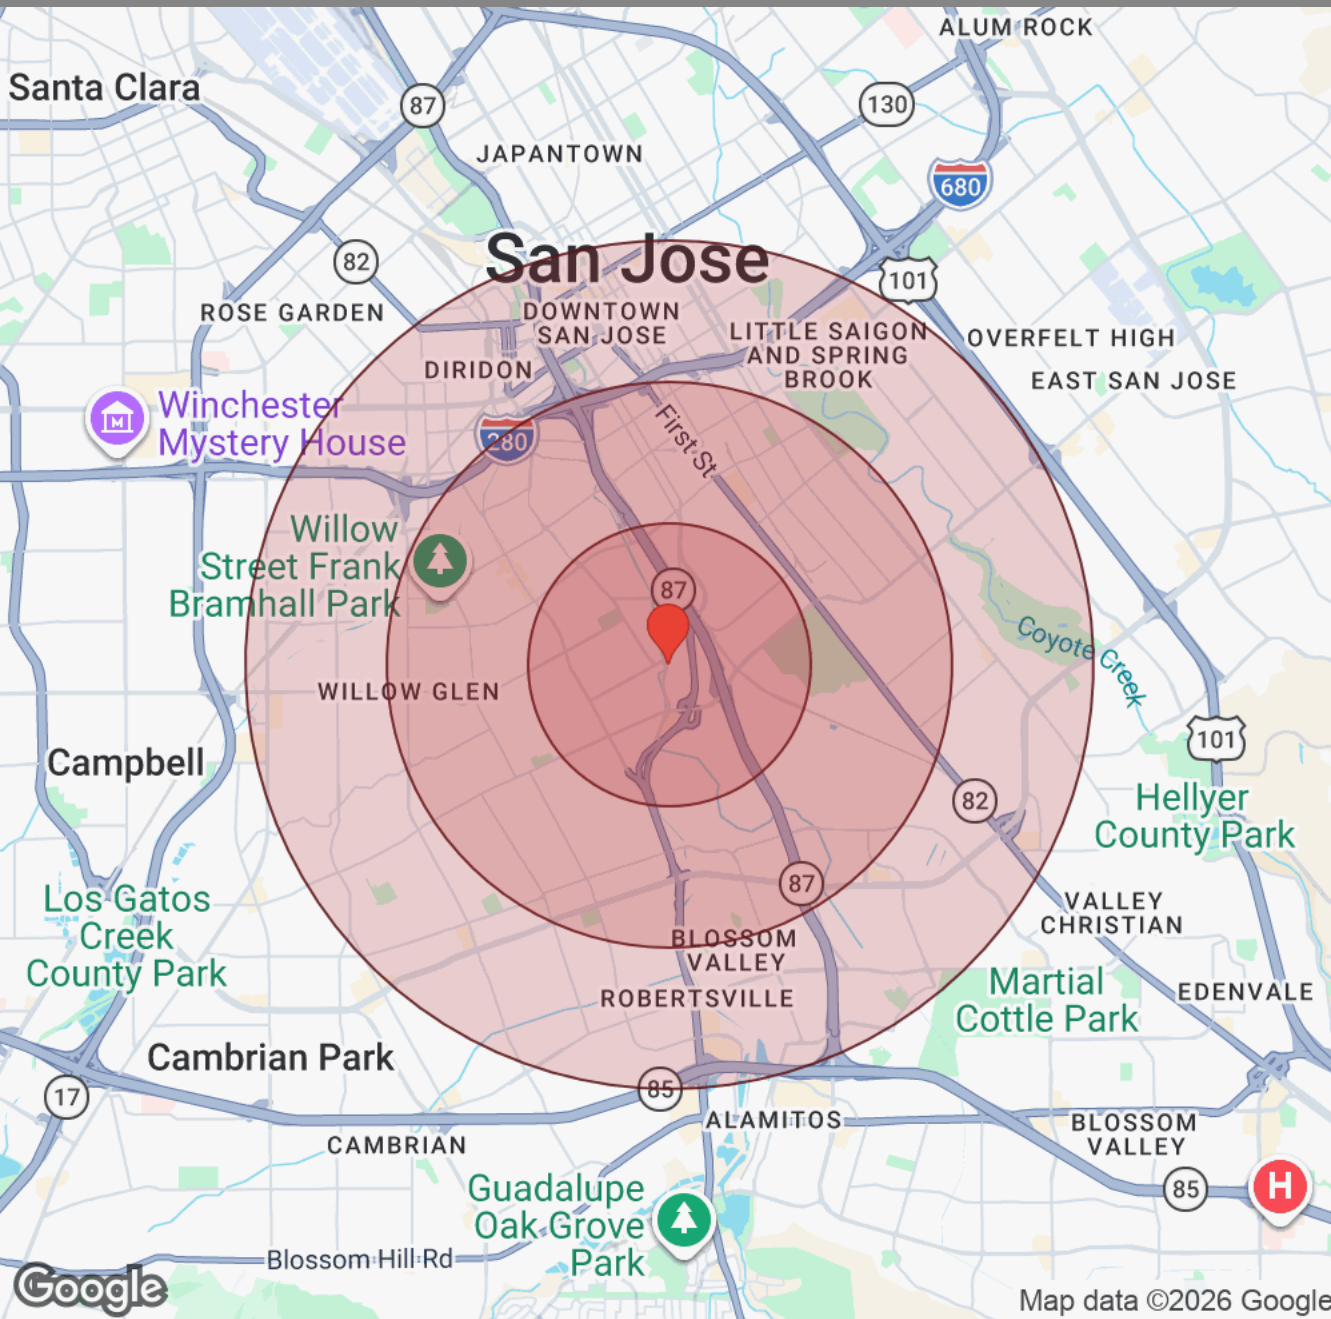 ALUM ROCK
Santa Clara
87
130
JAPANTOWN
680
San Jose
82
101
ROSE GARDEN
DOWNTOWN
SAN JOSE
LITTLE SAIGON
AND SPRING
BROOK
OVERFELT HIGH
DIRIDON
EAST SAN JOSE
Winchester
Mystery House
First St
280
Willow
Street Frank
Bramhall Park
87
Coyote Creek
WILLOW GLEN
101
Campbell
82
Hellyer
County Park
87
Los Gatos
Creek
County Park
VALLEY
CHRISTIAN
BLOSSOM
VALLEY
ROBERTSVILLE
Martial
Cottle Park
EDENVALE
Cambrian Park
17
85
ALAMITOS
BLOSSOM
VALLEY
CAMBRIAN
85
H
Guadalupe
Oak Grove
Park
Blossom Hill Rd
Google
Map data ©2026 Google